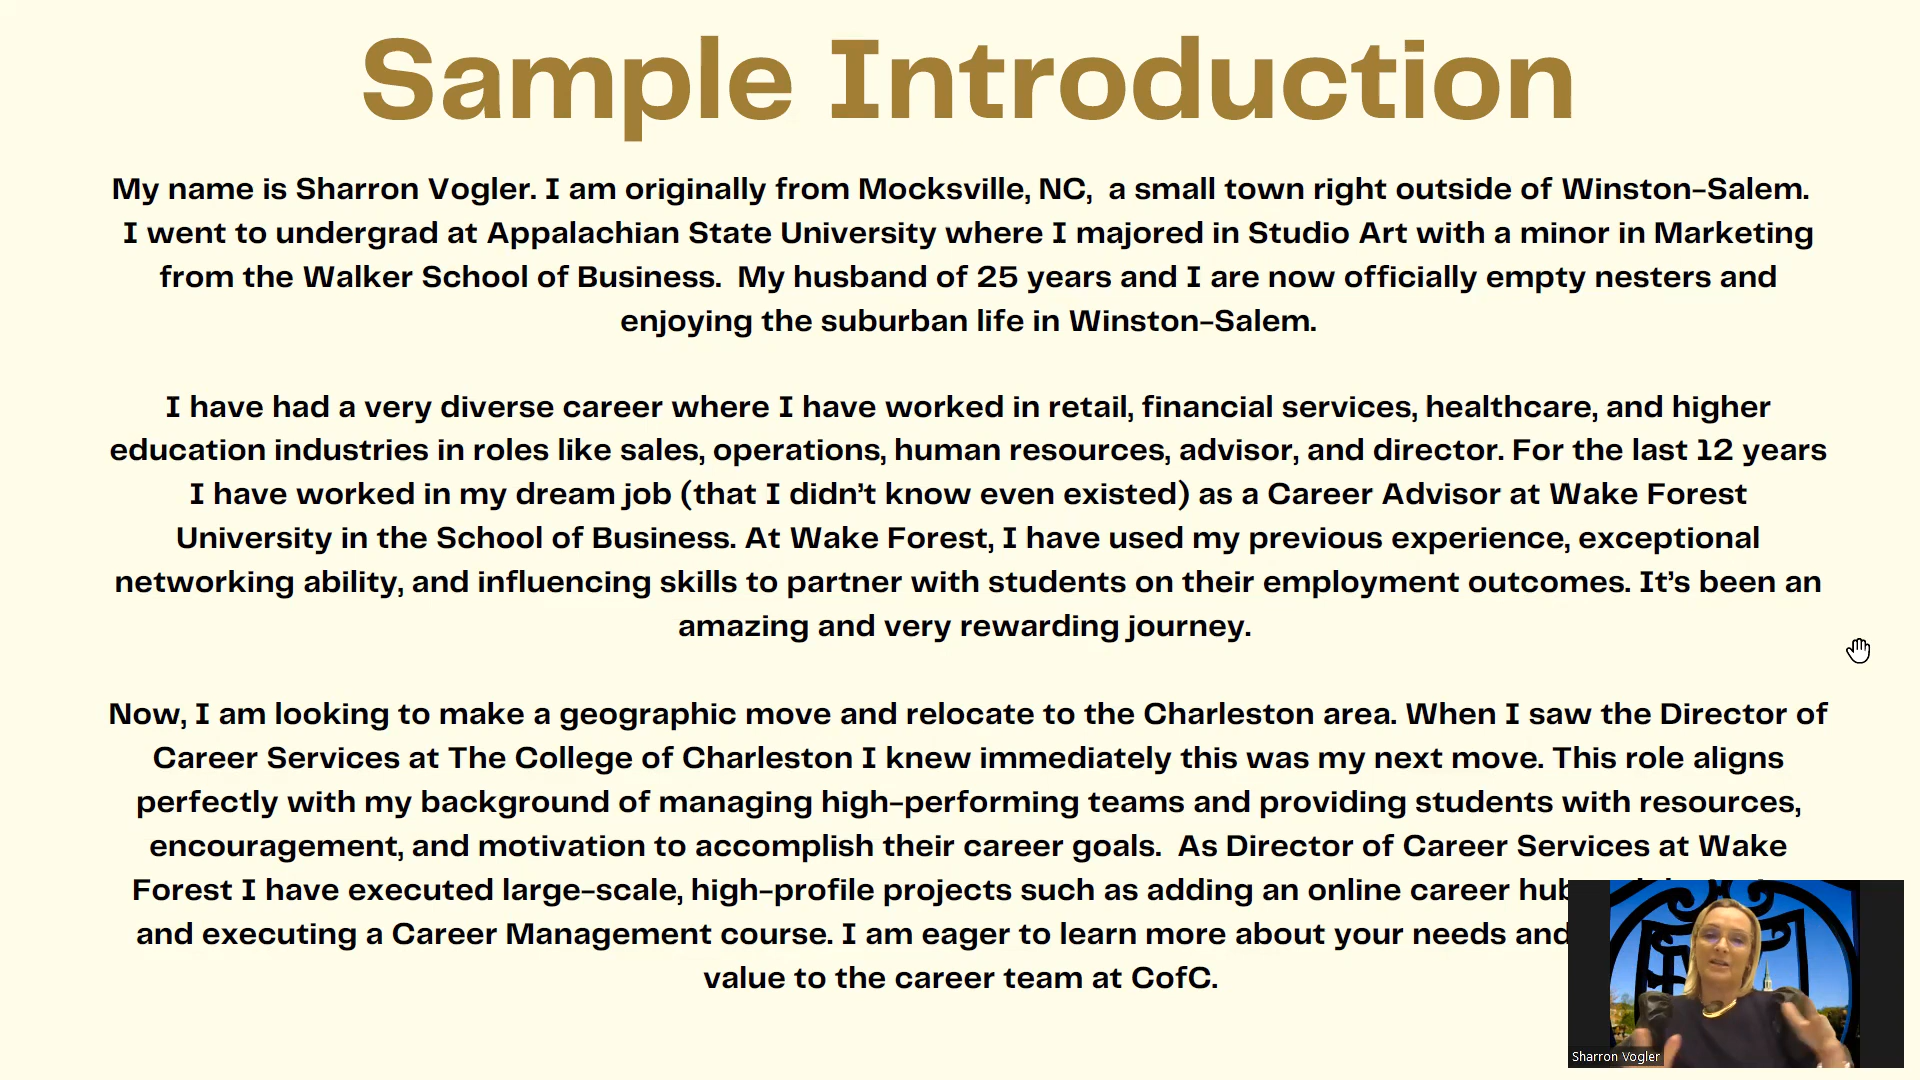 Sample Introduction
My name is Sharron Vogler. I am originally from Mocksville, NC, a small town right outside of Winston-Salem.
I went to undergrad at Appalachian State University where I majored in Studio Art with a minor in Marketing
from the Walker School of Business. My husband of 25 years and I are now officially empty nesters and
enjoying the suburban life in Winston-Salem.
I have had a very diverse career where I have worked in retail, financial services, healthcare, and higher
education industries in roles like sales, operations, human resources, advisor, and director. For the last 12 years
I have worked in my dream job (that I didn't know even existed) as a Career Advisor at Wake Forest
University in the School of Business. At Wake Forest, I have used my previous experience, exceptional
networking ability, and influencing skills to partner with students on their employment outcomes. It's been an
amazing and very rewarding journey.
Now, I am looking to make a geographic move and relocate to the Charleston area. When I saw the Director of
Career Services at The College of Charleston I knew immediately this was my next move. This role aligns
perfectly with my background of managing high-performing teams and providing students with resources,
encouragement, and motivation to accomplish their career goals. As Director of Career Services at Wake
Forest I have executed large-scale, high-profile projects such as adding an online career hub
and executing a Career Management course. I am eager to learn more about your needs and
value to the career team at CofC.
Sharron Vogler